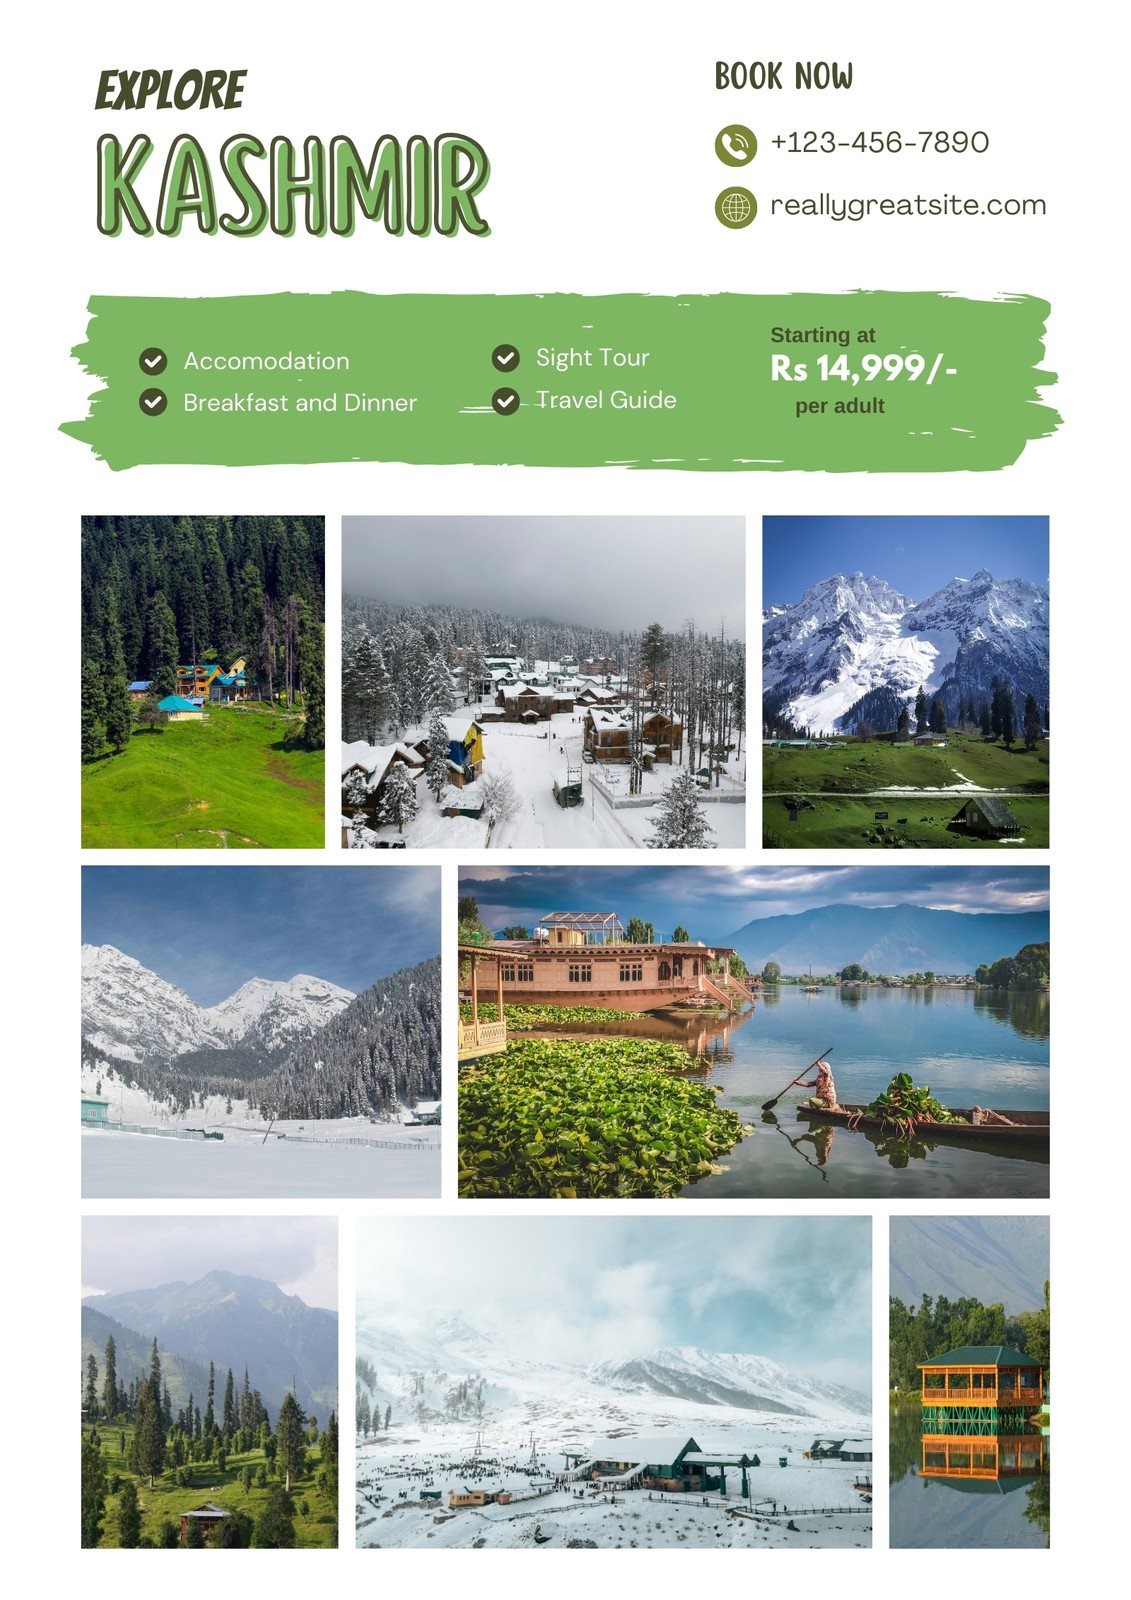 EXPLORE
KASHMIR
BOOK NOW
+123-456-7890
reallygreatsite.com
Accomodation
Breakfast and Dinner
Sight Tour
Travel Guide
Starting at
Rs 14,999/-
per adult